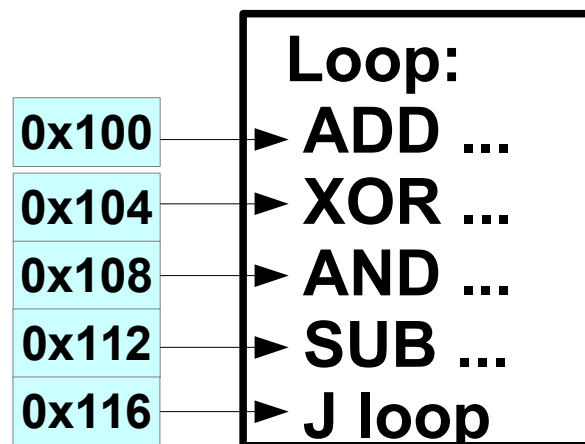 Loop:
0x100 ADD ...
0x104 XOR ...
0x108 AND ...
0x112 SUB ...
0x116 J loop